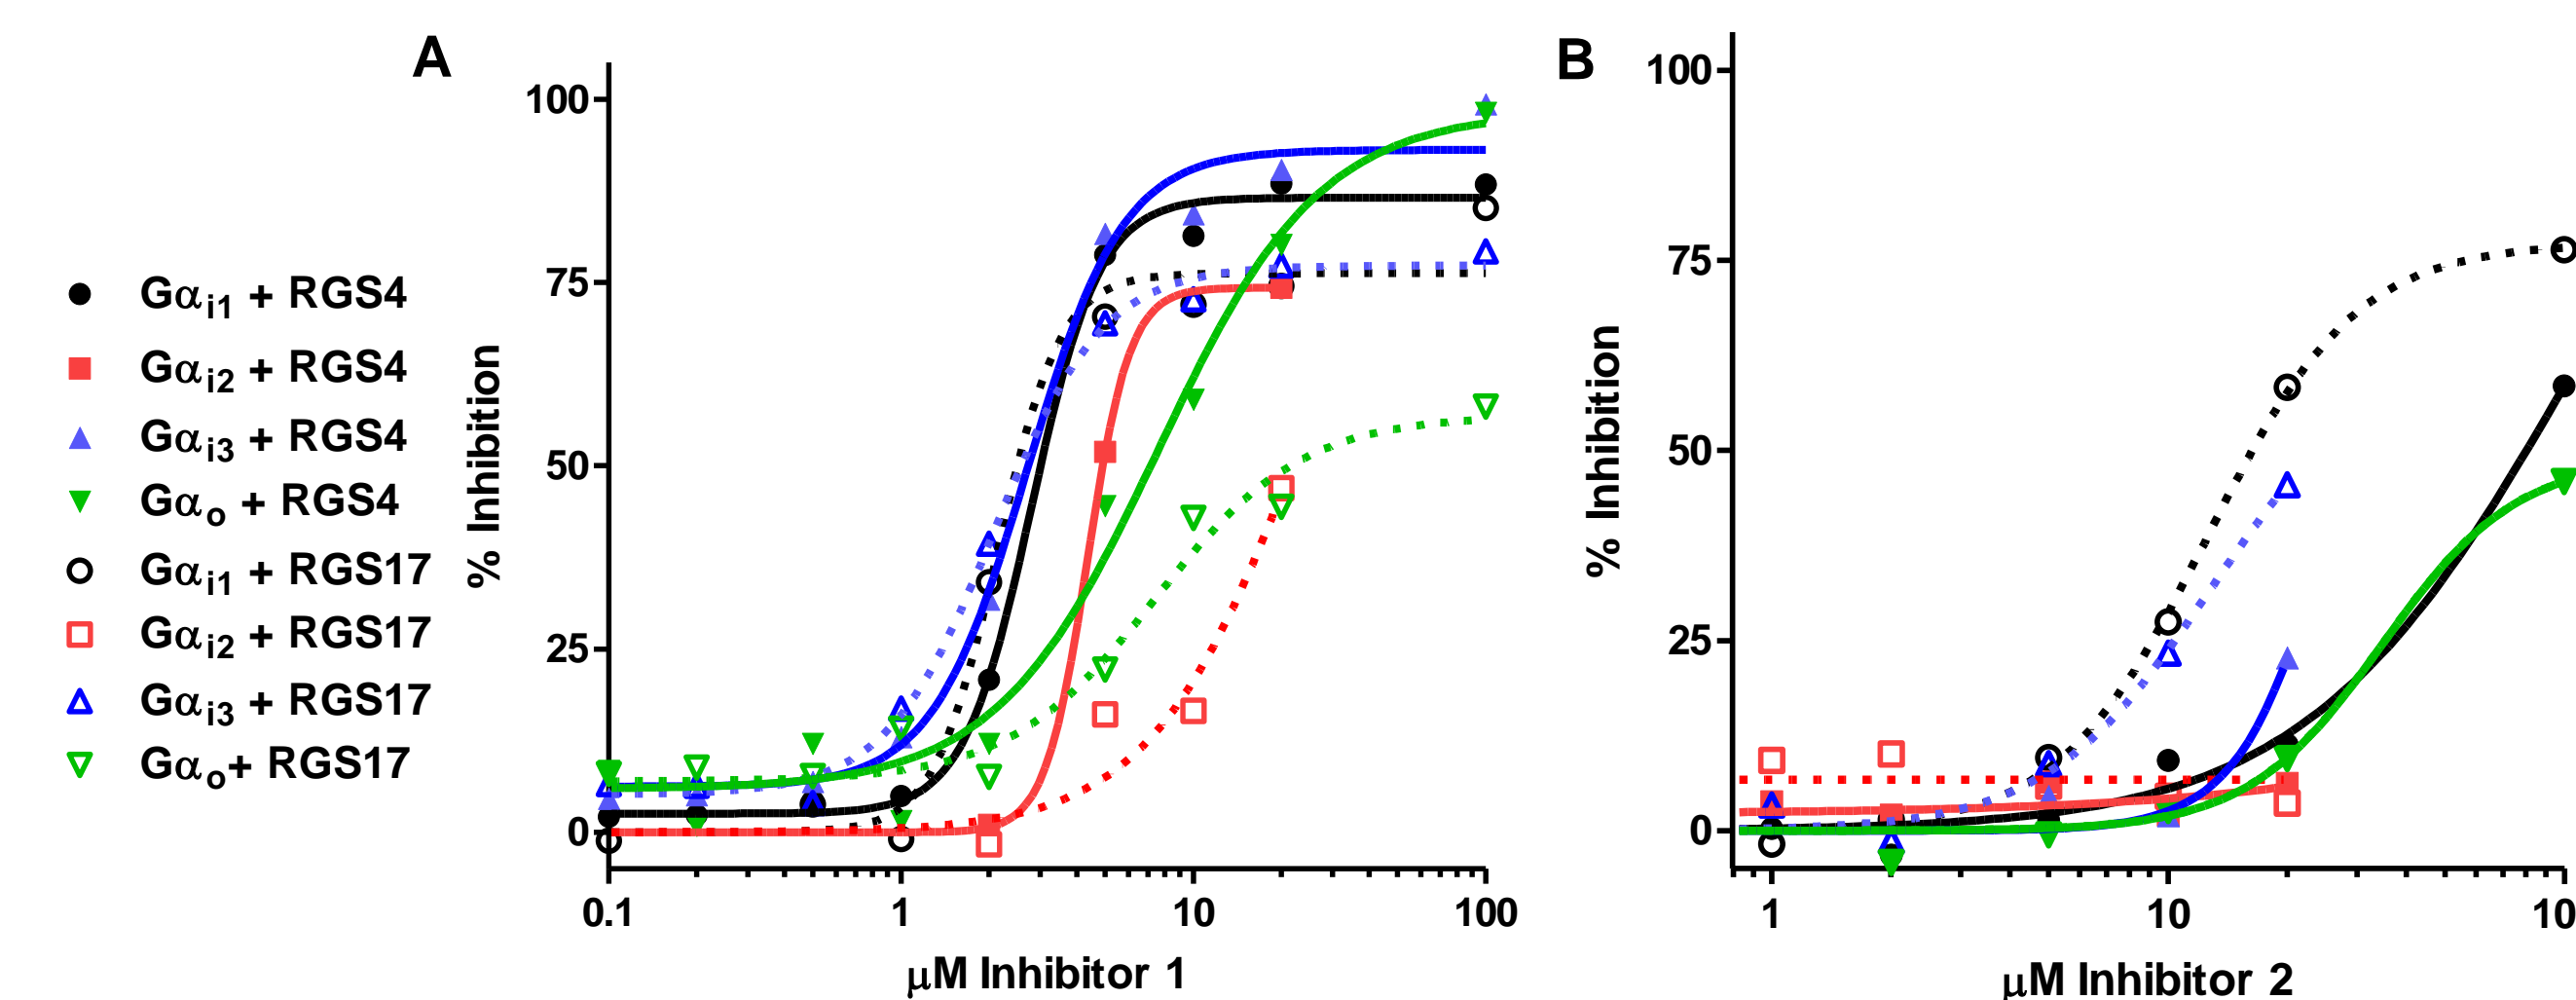 A
B
Gαi1 + RGS4
Gαi2 + RGS4
Gαi3 + RGS4
Gαo + RGS4
Gαi1 + RGS17
Gαi2 + RGS17
Gαi3 + RGS17
Gαo+ RGS17
% Inhibition
100
75
50
25
0
0.1 1 10 100
μM Inhibitor 1
% Inhibition
100
75
50
25
0
1 10 10
μM Inhibitor 2